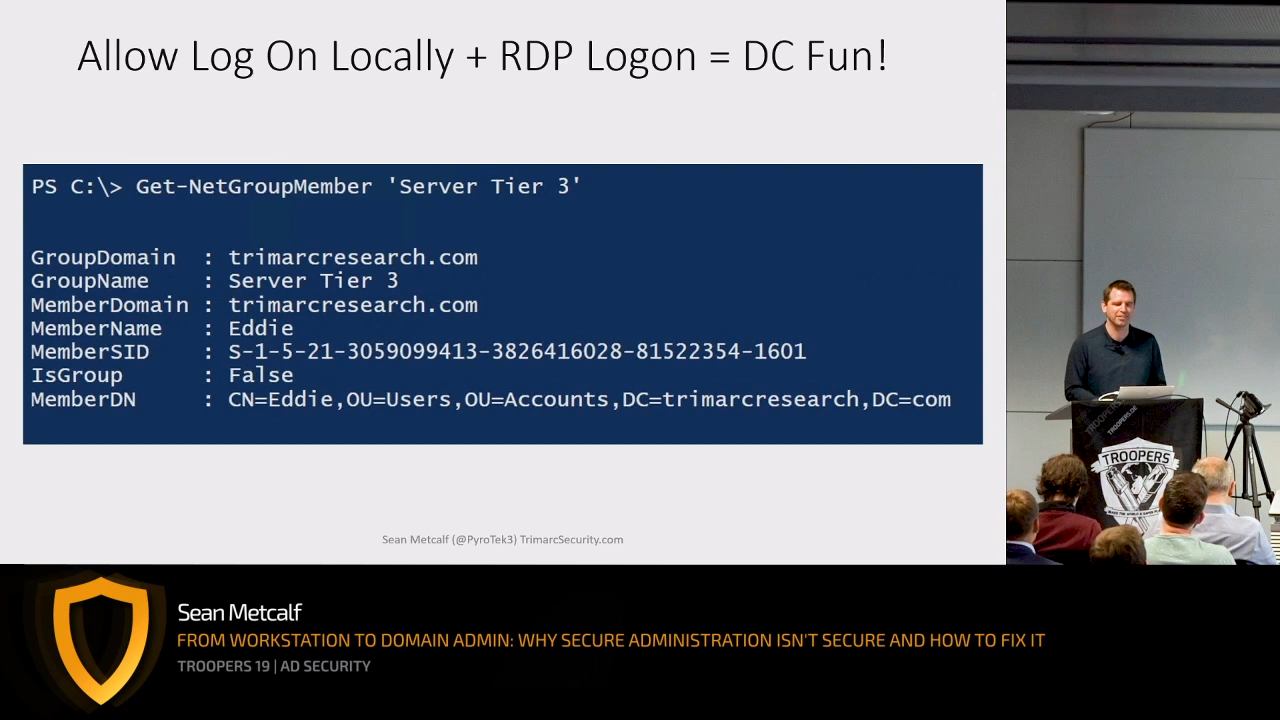 Allow Log On Locally + RDP Logon = DC Fun!
PS C:\> Get-NetGroupMember 'Server Tier 3'
GroupDomain : trimarcresearch.com
GroupName : Server Tier 3
MemberDomain : trimarcresearch.com
MemberName : Eddie
MemberSID : S-1-5-21-3059099413-3826416028-81522354-1601
IsGroup : False
MemberDN : CN=Eddie,OU=Users,OU=Accounts,DC=trimarcresearch,DC=com
Sean Metcalf (@PyroTek3) TrimarcSecurity.com
TROOPERS.DE
TROOPERS
Sean Metcalf
FROM WORKSTATION TO DOMAIN ADMIN: WHY SECURE ADMINISTRATION ISN'T SECURE AND HOW TO FIX IT
TROOPERS 19 | AD SECURITY